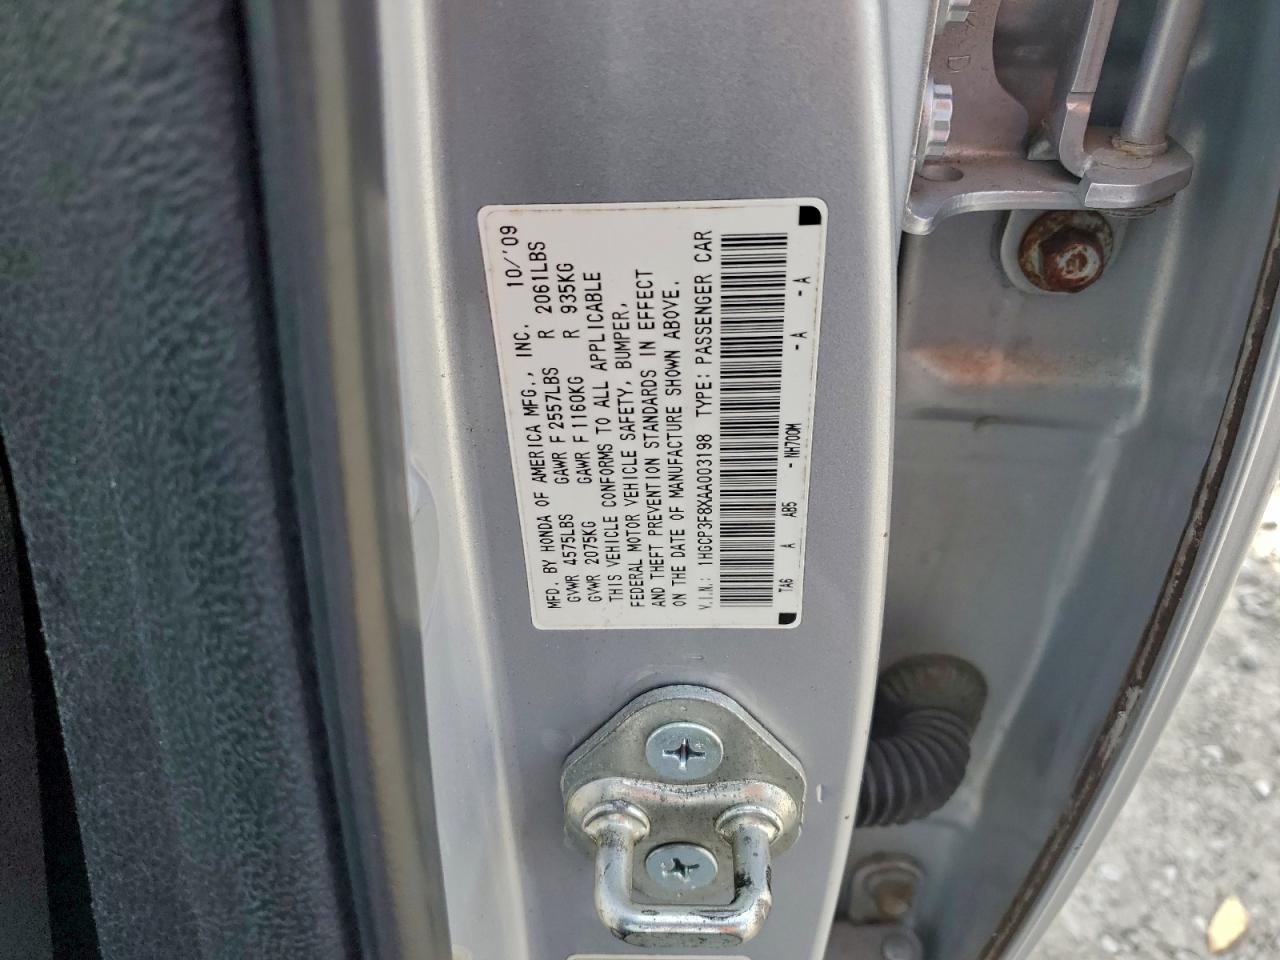 MFD. BY HONDA OF AMERICA MFG., INC. 10/'09
GVWR 4575LBS GAWR F 2557LBS R 2061LBS
GVWR 2075KG GAWR F 1160KG R 935KG
THIS VEHICLE CONFORMS TO ALL APPLICABLE
FEDERAL MOTOR VEHICLE SAFETY, BUMPER,
AND THEFT PREVENTION STANDARDS IN EFFECT
ON THE DATE OF MANUFACTURE SHOWN ABOVE.
V.I.N.: 1HGCP3F8XAA003198 TYPE: PASSENGER CAR
TA6 A AB5 - NH700M - A - A